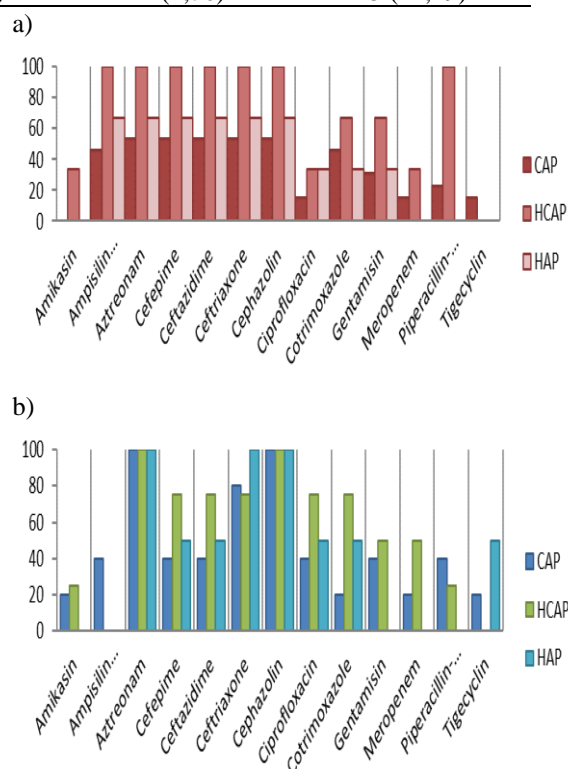 a)
100
80
60
40
20
0
Amikasin
Ampisilin...
Aztreonam
Cefepime
Ceftazidime
Ceftriaxone
Cephazolin
Ciprofloxacin
Cotrimoxazole
Gentamisin
Meropenem
Piperacillin-...
Tigecyclin
CAP
HCAP
HAP
b)
100
80
60
40
20
0
Amikasin
Ampisilin...
Aztreonam
Cefepime
Ceftazidime
Ceftriaxone
Cephazolin
Ciprofloxacin
Cotrimoxazole
Gentamisin
Meropenem
Piperacillin-...
Tigecyclin
CAP
HCAP
HAP